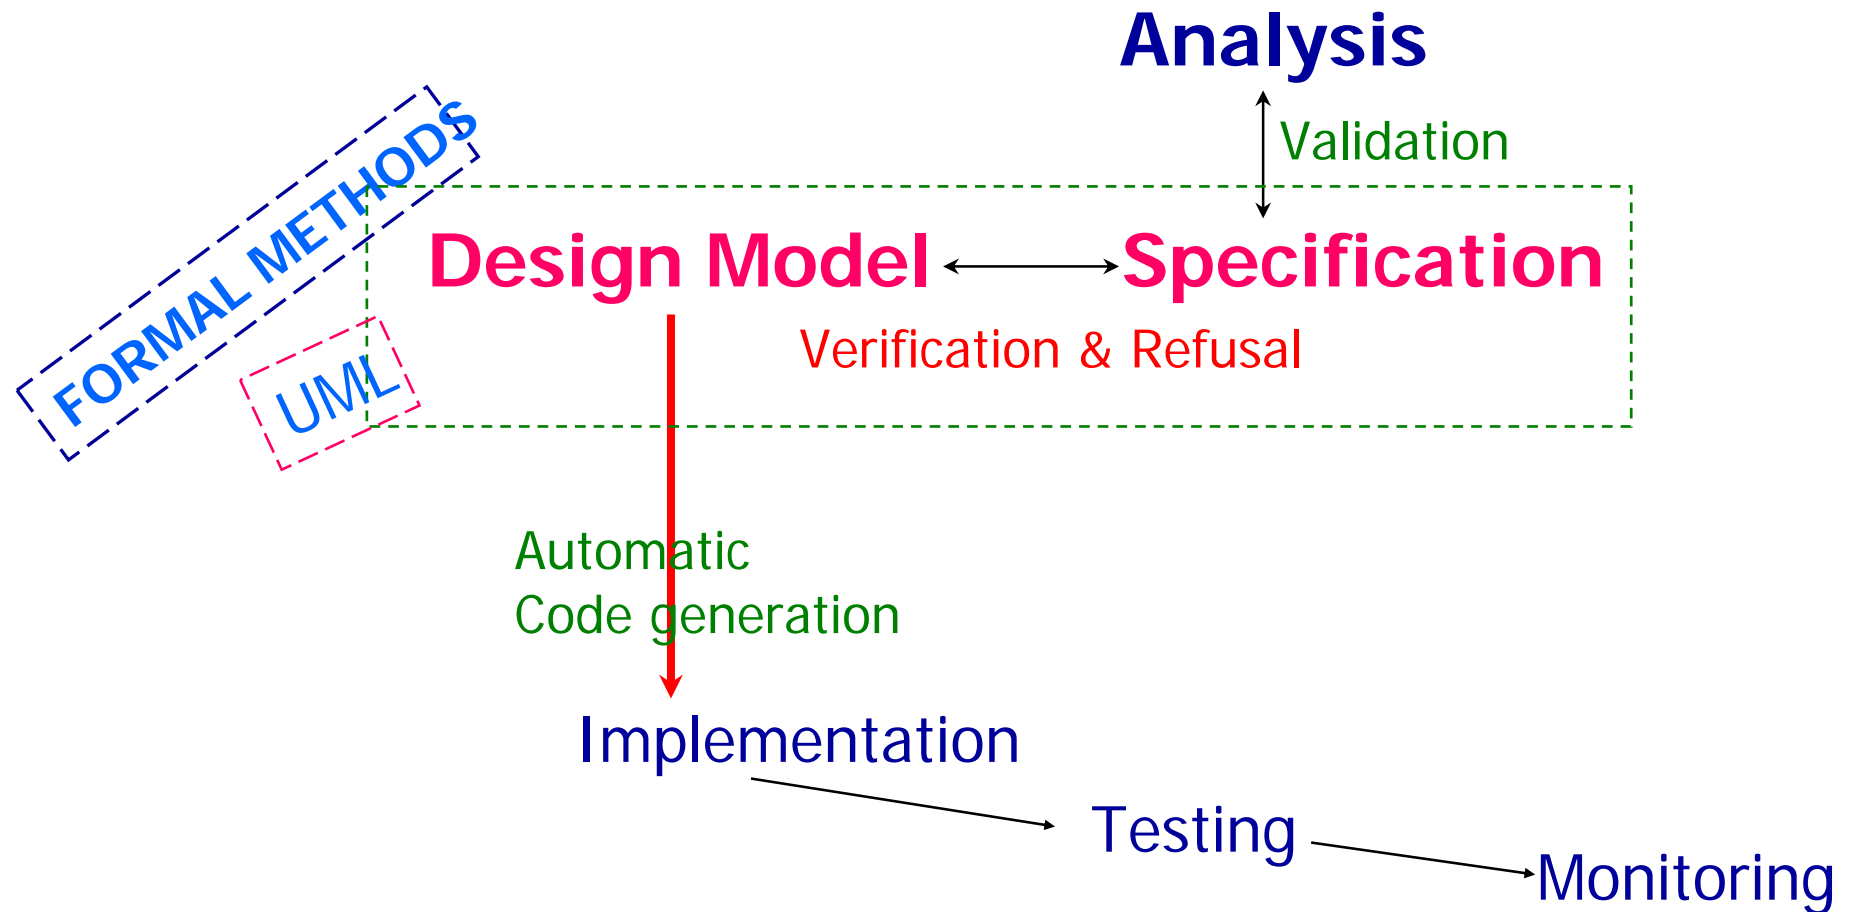 Analysis
Validation
FORMAL METHODS
Design Model
Specification
Verification & Refusal
UML
Automatic
Code generation
Implementation
Testing
Monitoring